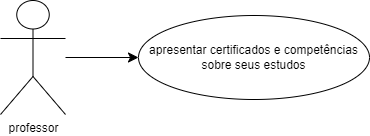 apresentar certificados e competências
sobre seus estudos
professor